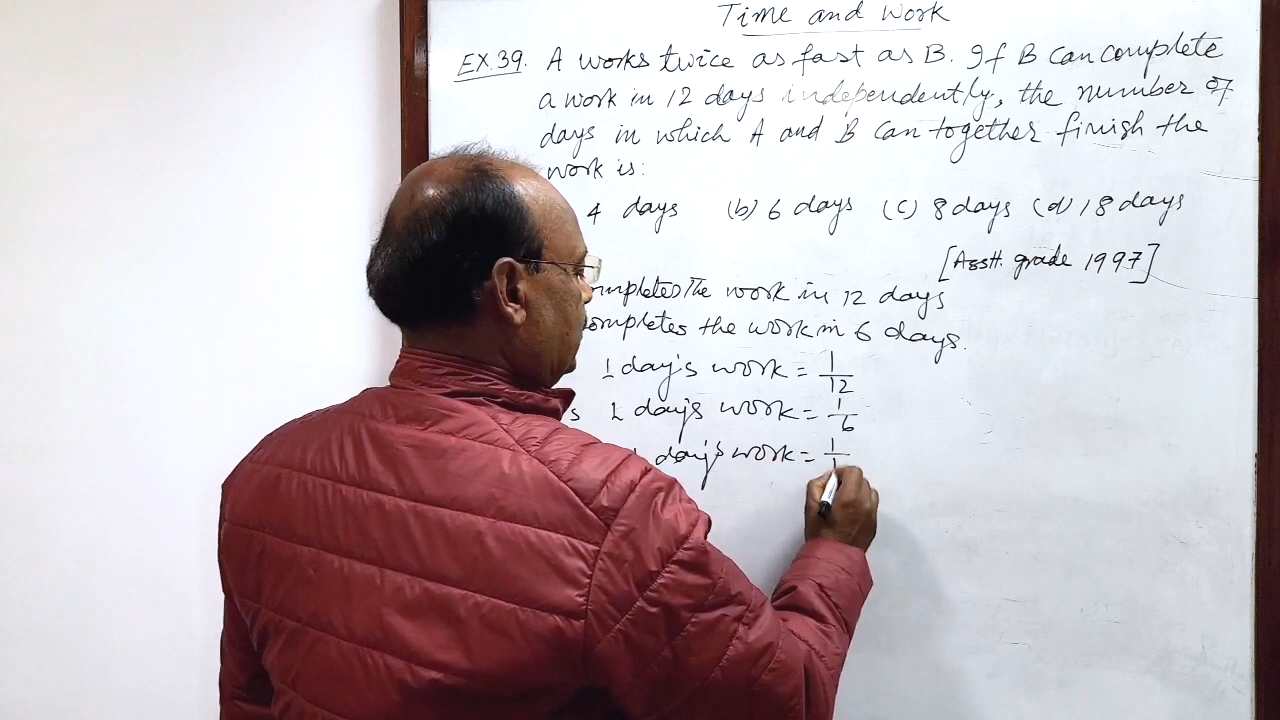 Time and Work
EX.39. A works twice as fast as B. If B can complete
a work in 12 days independently, the number of
days in which A and B can together finish the
work is:
4 days (b) 6 days (c) 8 days (d) 18 days
[Asstt. grade 1997]
completes The work in 12 days
completes the work in 6 days.
1 day's work = 1/12
s 1 day's work = 1/6
1 day's work = 1/1